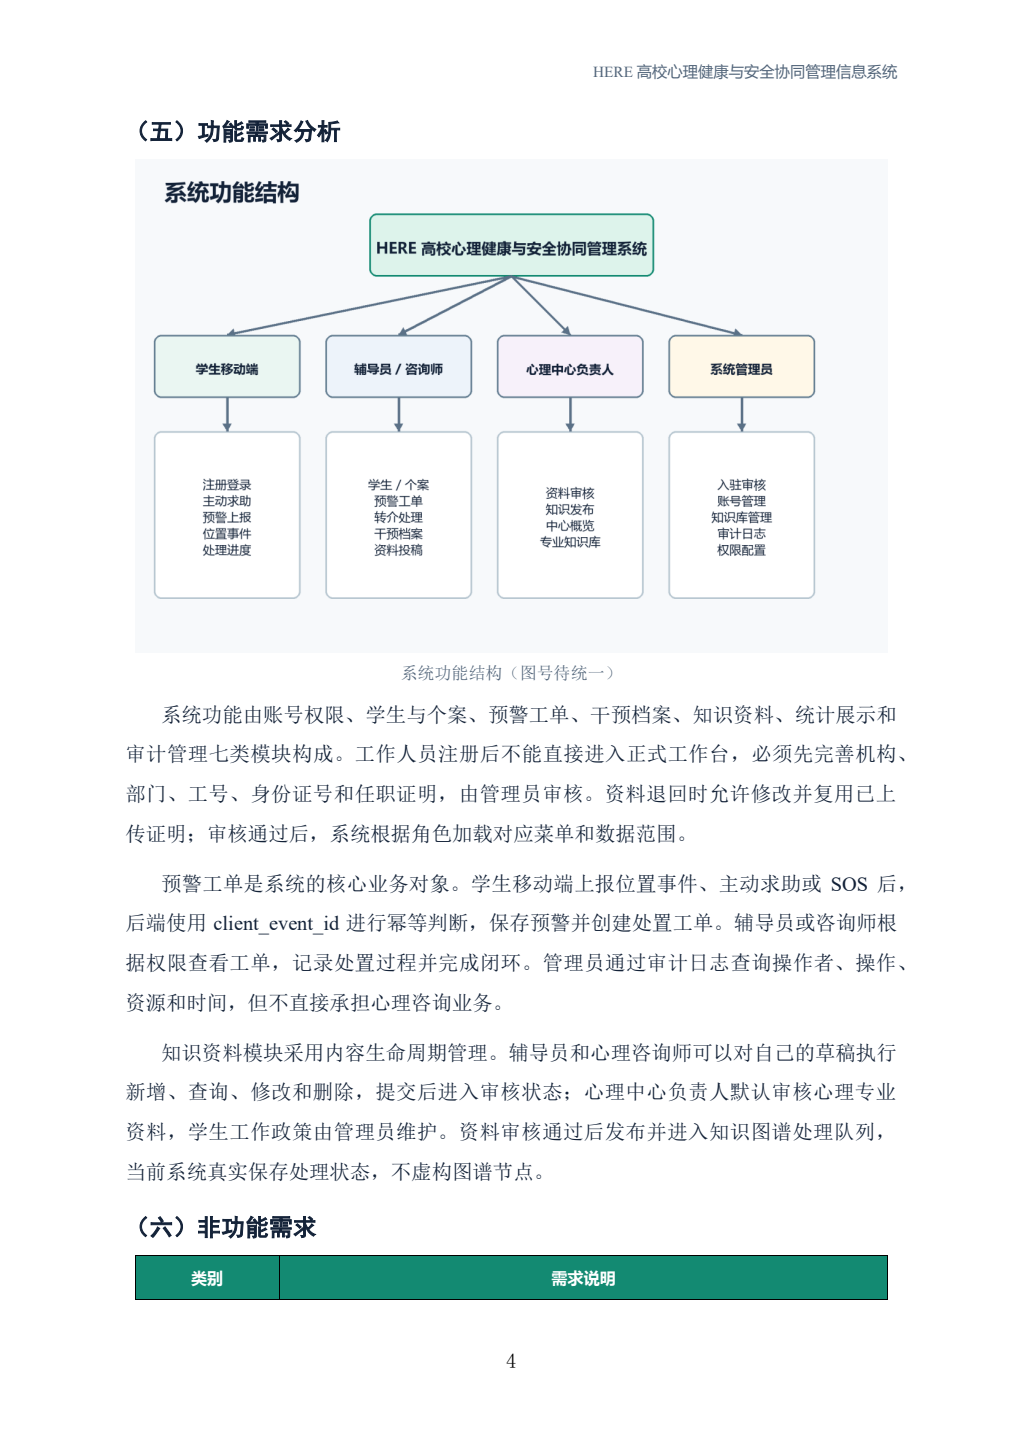 HERE 高校心理健康与安全协同管理信息系统
（五）功能需求分析
系统功能结构
HERE 高校心理健康与安全协同管理系统
学生移动端
辅导员 / 咨询师
心理中心负责人
系统管理员
注册登录
主动求助
预警上报
位置事件
处理进度
学生 / 个案
预警工单
转介处理
干预档案
资料投稿
资料审核
知识发布
中心概览
专业知识库
入驻审核
账号管理
知识库管理
审计日志
权限配置
系统功能结构（图号待统一）
系统功能由账号权限、学生与个案、预警工单、干预档案、知识资料、统计展示和
审计管理七类模块构成。工作人员注册后不能直接进入正式工作台，必须先完善机构、
部门、工号、身份证号和任职证明，由管理员审核。资料退回时允许修改并复用已上
传证明；审核通过后，系统根据角色加载对应菜单和数据范围。
预警工单是系统的核心业务对象。学生移动端上报位置事件、主动求助或 SOS 后，
后端使用 client_event_id 进行幂等判断，保存预警并创建处置工单。辅导员或咨询师根
据权限查看工单，记录处置过程并完成闭环。管理员通过审计日志查询操作者、操作、
资源和时间，但不直接承担心理咨询业务。
知识资料模块采用内容生命周期管理。辅导员和心理咨询师可以对自己的草稿执行
新增、查询、修改和删除，提交后进入审核状态；心理中心负责人默认审核心理专业
资料，学生工作政策由管理员维护。资料审核通过后发布并进入知识图谱处理队列，
当前系统真实保存处理状态，不虚构图谱节点。
（六）非功能需求
类别
需求说明
4